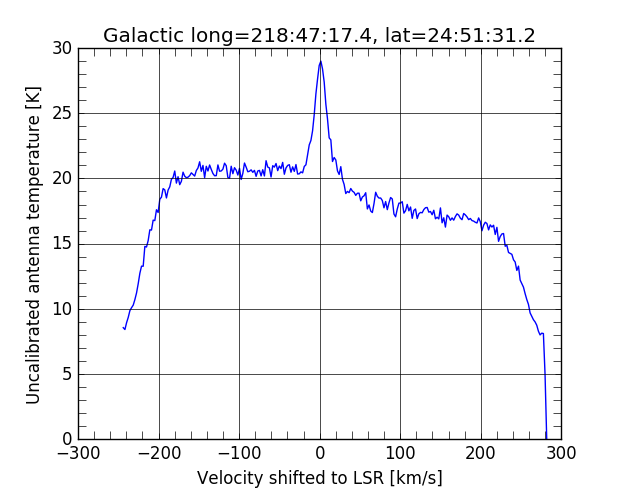 Galactic long=218:47:17.4, lat=24:51:31.2
30
25
20
15
10
5
0
Uncalibrated antenna temperature [K]
−300 −200 −100 0 100 200 300
Velocity shifted to LSR [km/s]